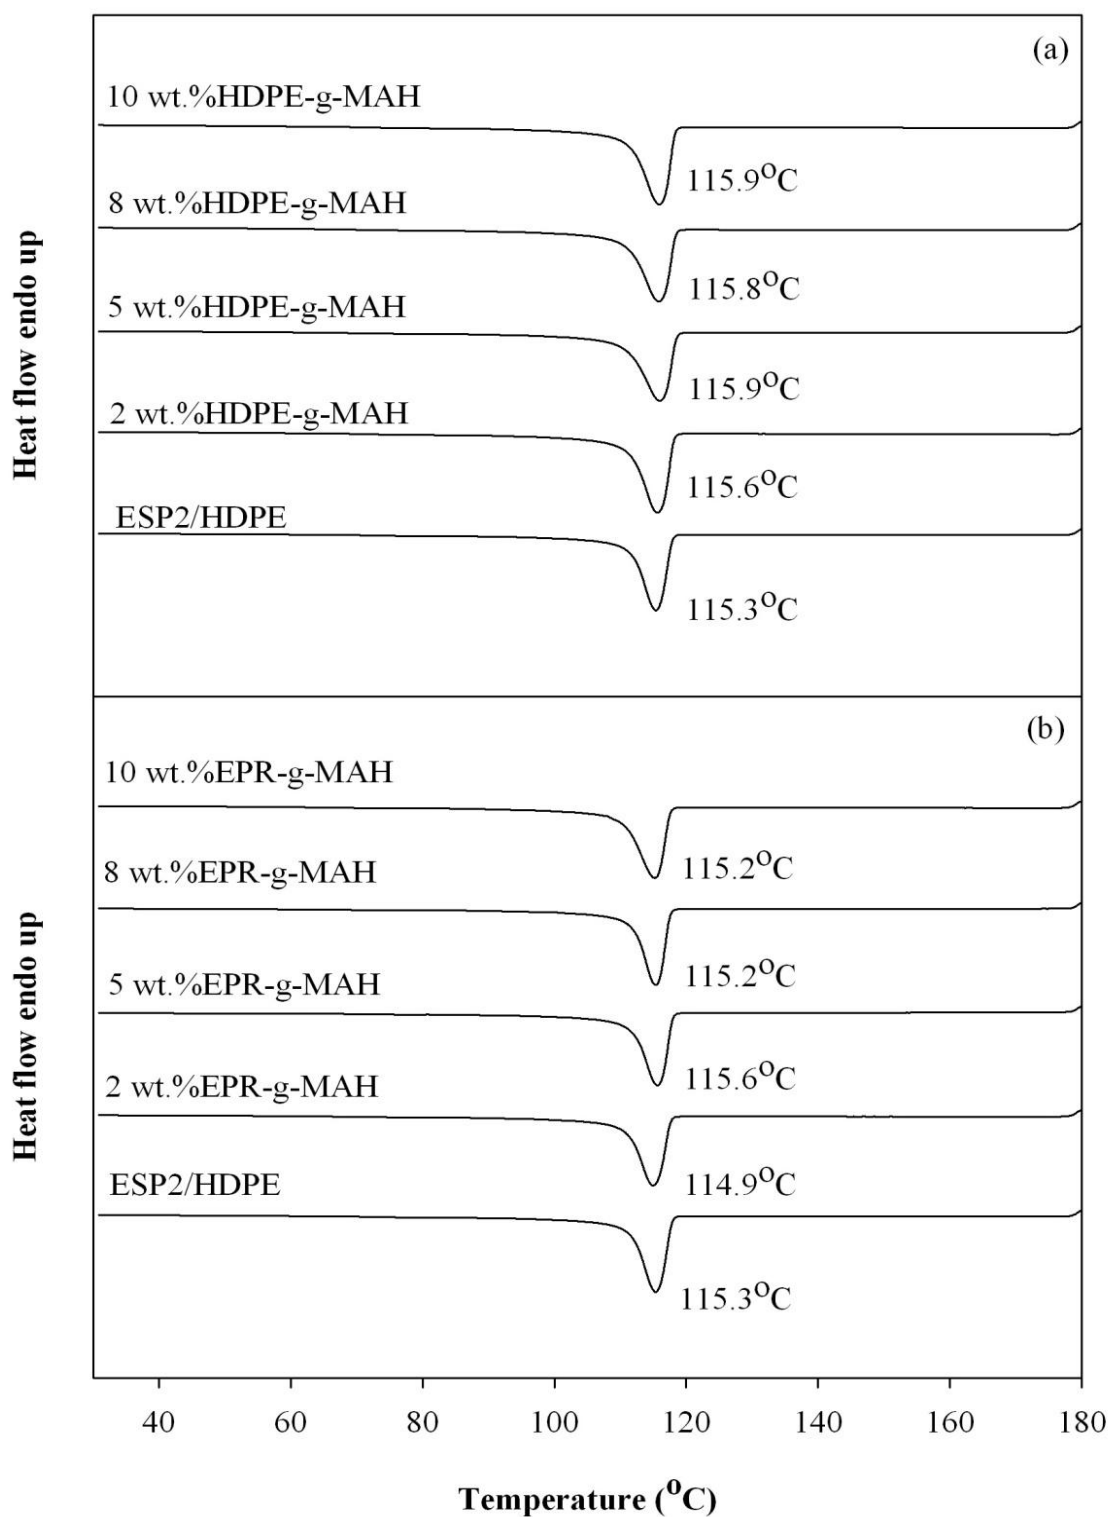 (a)
10 wt.%HDPE-g-MAH
115.9°C
8 wt.%HDPE-g-MAH
115.8°C
5 wt.%HDPE-g-MAH
115.9°C
2 wt.%HDPE-g-MAH
115.6°C
ESP2/HDPE
115.3°C
Heat flow endo up
(b)
10 wt.%EPR-g-MAH
115.2°C
8 wt.%EPR-g-MAH
115.2°C
5 wt.%EPR-g-MAH
115.6°C
2 wt.%EPR-g-MAH
114.9°C
ESP2/HDPE
115.3°C
Heat flow endo up
40 60 80 100 120 140 160 180
Temperature (°C)